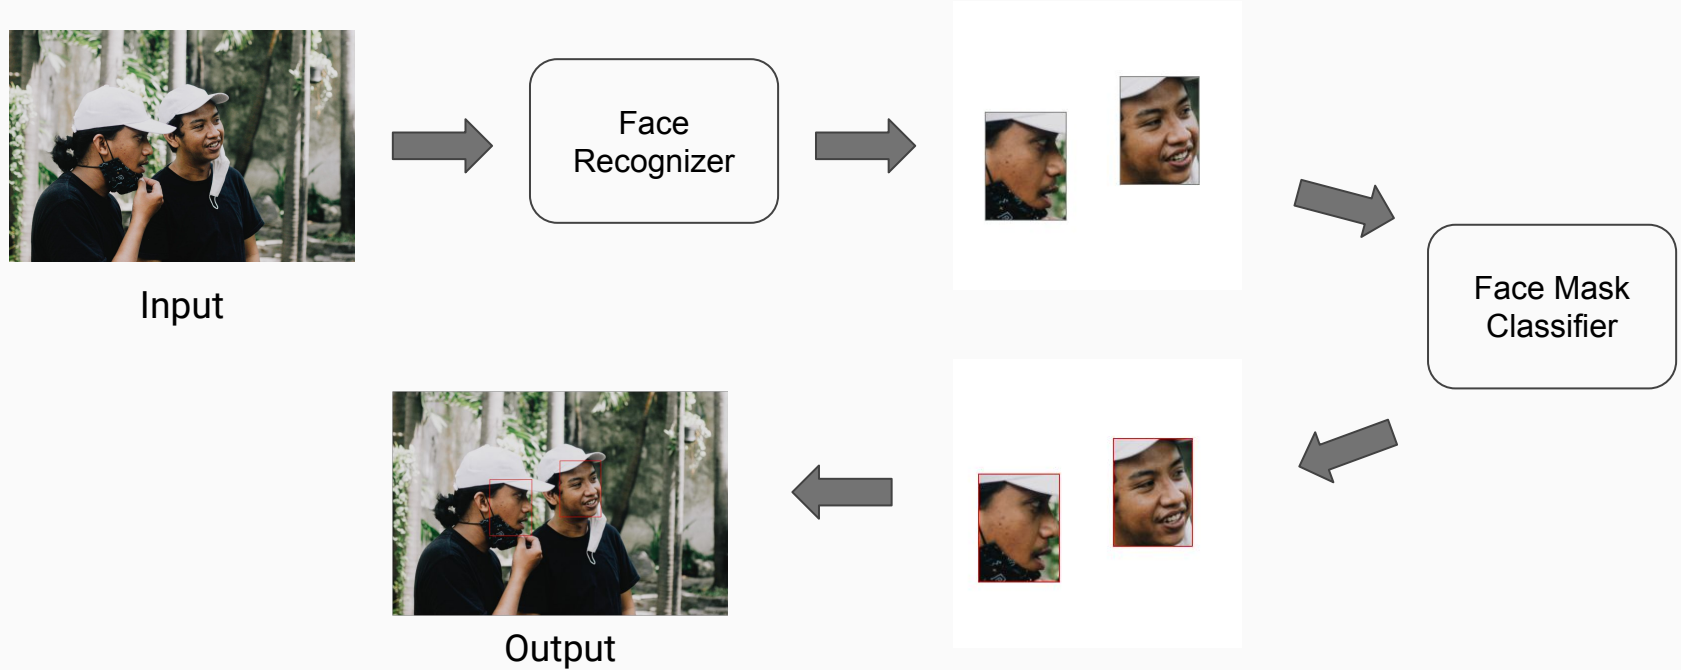 Face
Recognizer
Input
Face Mask
Classifier
Output